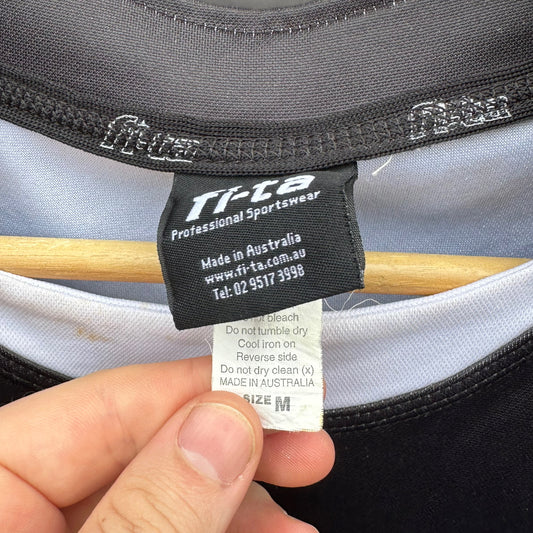 fi-ta
fi-ta
fi-ta
Professional Sportswear
Made in Australia
www.fi-ta.com.au
Tel: 02 9517 3998
bleach
Do not tumble dry
Cool iron on
Reverse side
Do not dry clean (x)
MADE IN AUSTRALIA
SIZE M